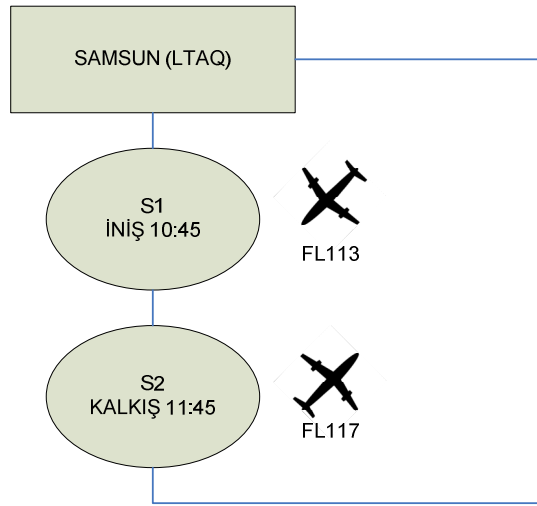 SAMSUN (LTAQ)
S1
İNİŞ 10:45
FL113
S2
KALKIŞ 11:45
FL117